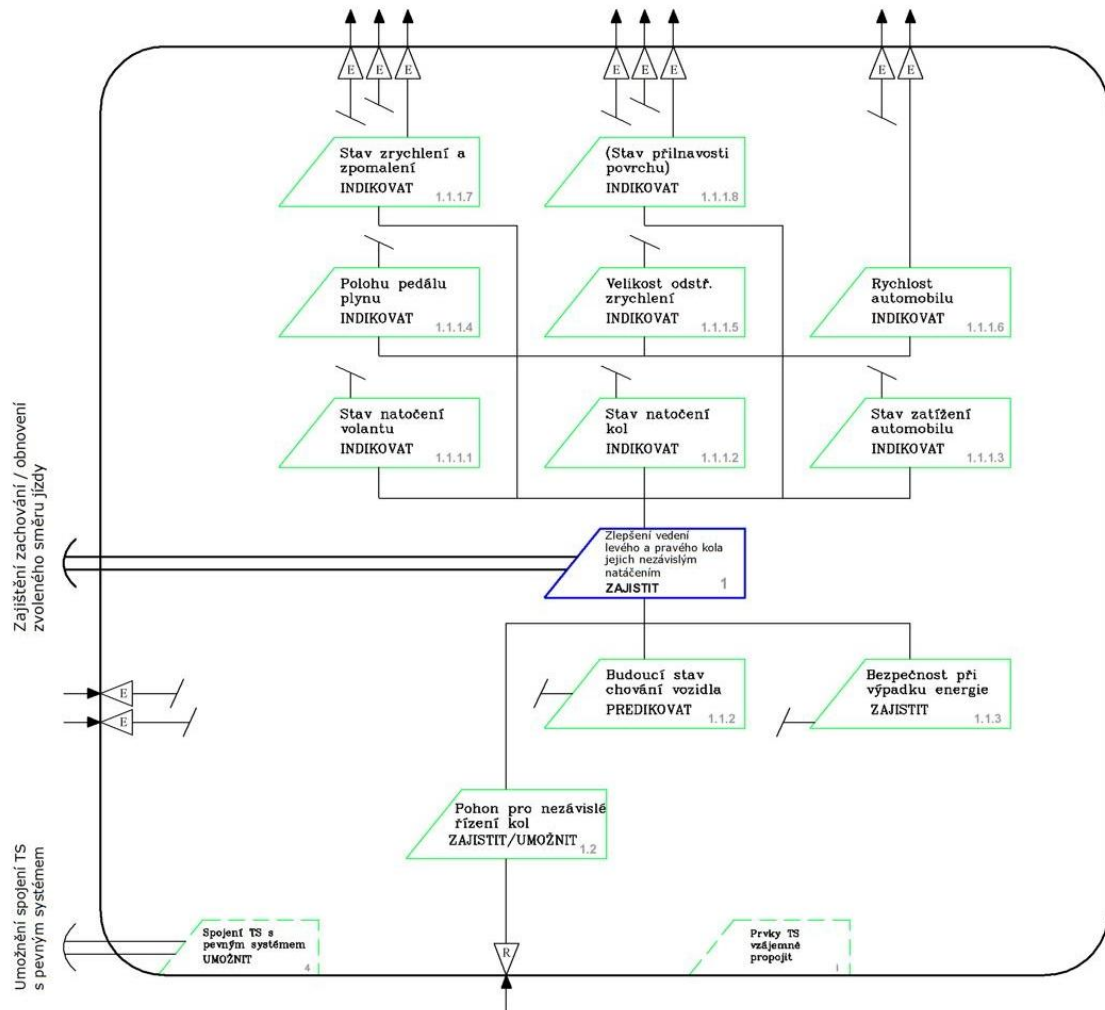 E
E
E
E
E
E
E
E
Stav zrychlení a
zpomalení
INDIKOVAT
1.1.1.7
(Stav přilnavosti
povrchu)
INDIKOVAT
1.1.1.8
Polohu pedálu
plynu
INDIKOVAT
1.1.1.4
Velikost odstř.
zrychlení
INDIKOVAT
1.1.1.5
Rychlost
automobilu
INDIKOVAT
1.1.1.6
Stav natočení
volantu
INDIKOVAT
1.1.1.1
Stav natočení
kol
INDIKOVAT
1.1.1.2
Stav zatížení
automobilu
INDIKOVAT
1.1.1.3
Zajištění zachování / obnovení
zvoleného směru jízdy
Zlepšení vedení
levého a pravého kola
jejich nezávislým
natáčením
ZAJISTIT
1
E
E
Budoucí stav
chování vozidla
PREDIKOVAT
1.1.2
Bezpečnost při
výpadku energie
ZAJISTIT
1.1.3
Pohon pro nezávislé
řízení kol
ZAJISTIT/UMOŽNIT
1.2
Umožnění spojení TS
s pevným systémem
Spojení TS s
pevným systémem
UMOŽNIT
4
R
Prvky TS
vzájemně
propojit
I